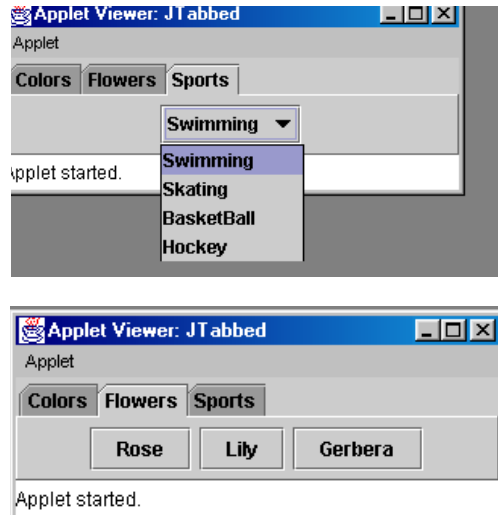 Applet Viewer: JTabbed
Applet
Colors Flowers Sports
Swimming
Swimming
Applet started.
Skating
BasketBall
Hockey
Applet Viewer: JTabbed
Applet
Colors Flowers Sports
Rose Lily Gerbera
Applet started.